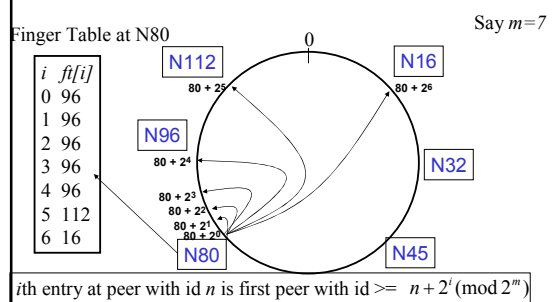 Say m=7
Finger Table at N80
0
N112
N16
i ft[i]
0 96
1 96
2 96
3 96
4 96
5 112
6 16
80 + 2⁵
80 + 2⁶
N96
80 + 2⁴
N32
80 + 2³
80 + 2²
80 + 2¹
80 + 2⁰
N80
N45
ith entry at peer with id n is first peer with id >= n + 2ⁱ (mod 2ᵐ)